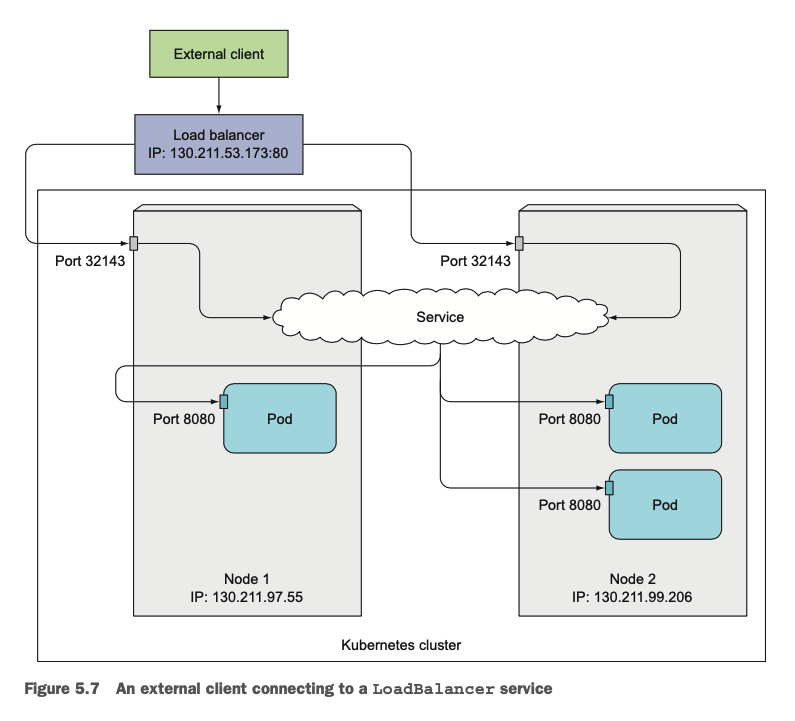 External client
Load balancer
IP: 130.211.53.173:80
Port 32143
Port 32143
Service
Port 8080
Pod
Port 8080
Pod
Port 8080
Pod
Node 1
IP: 130.211.97.55
Node 2
IP: 130.211.99.206
Kubernetes cluster
Figure 5.7 An external client connecting to a LoadBalancer service